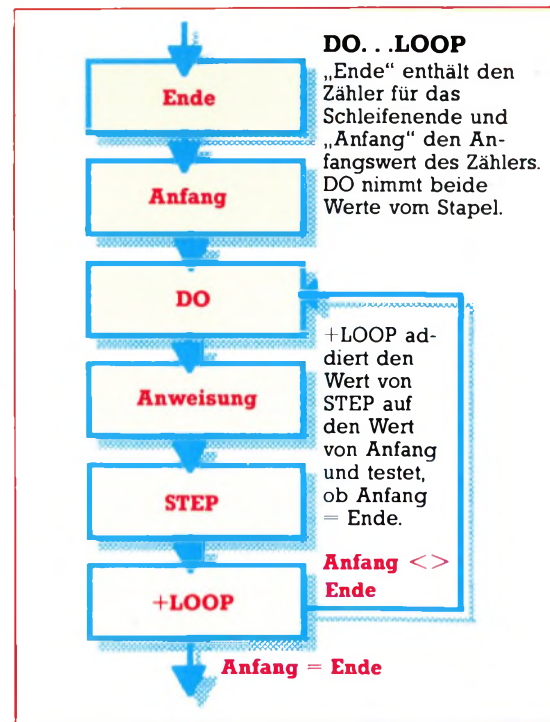 DO. . .LOOP
„Ende“ enthält den
Zähler für das
Schleifenende und
„Anfang“ den An-
fangswert des Zählers.
DO nimmt beide
Werte vom Stapel.
Ende
Anfang
DO
Anweisung
STEP
+LOOP
+LOOP ad-
diert den
Wert von
STEP auf
den Wert
von Anfang
und testet,
ob Anfang
= Ende.
Anfang <>
Ende
Anfang = Ende